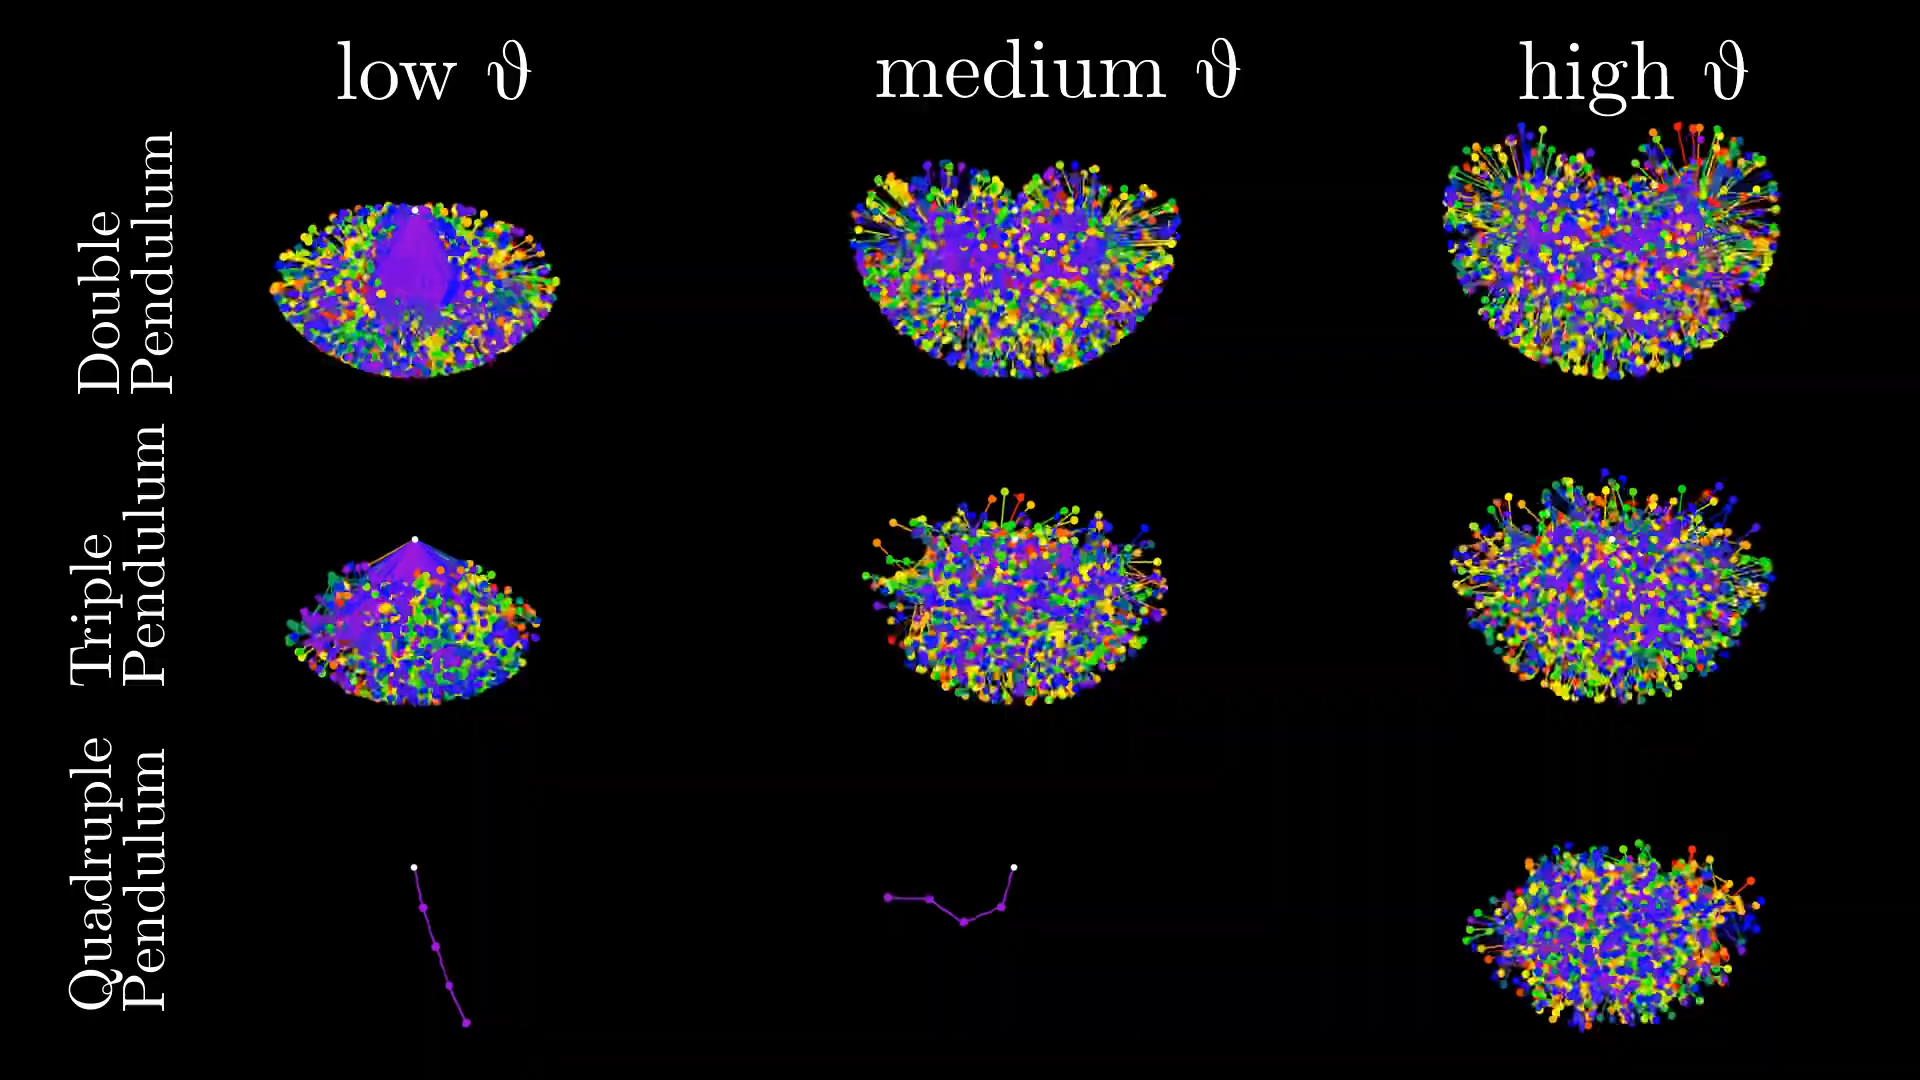 low ϑ
medium ϑ
high ϑ
Double
Pendulum
Triple
Pendulum
Quadruple
Pendulum